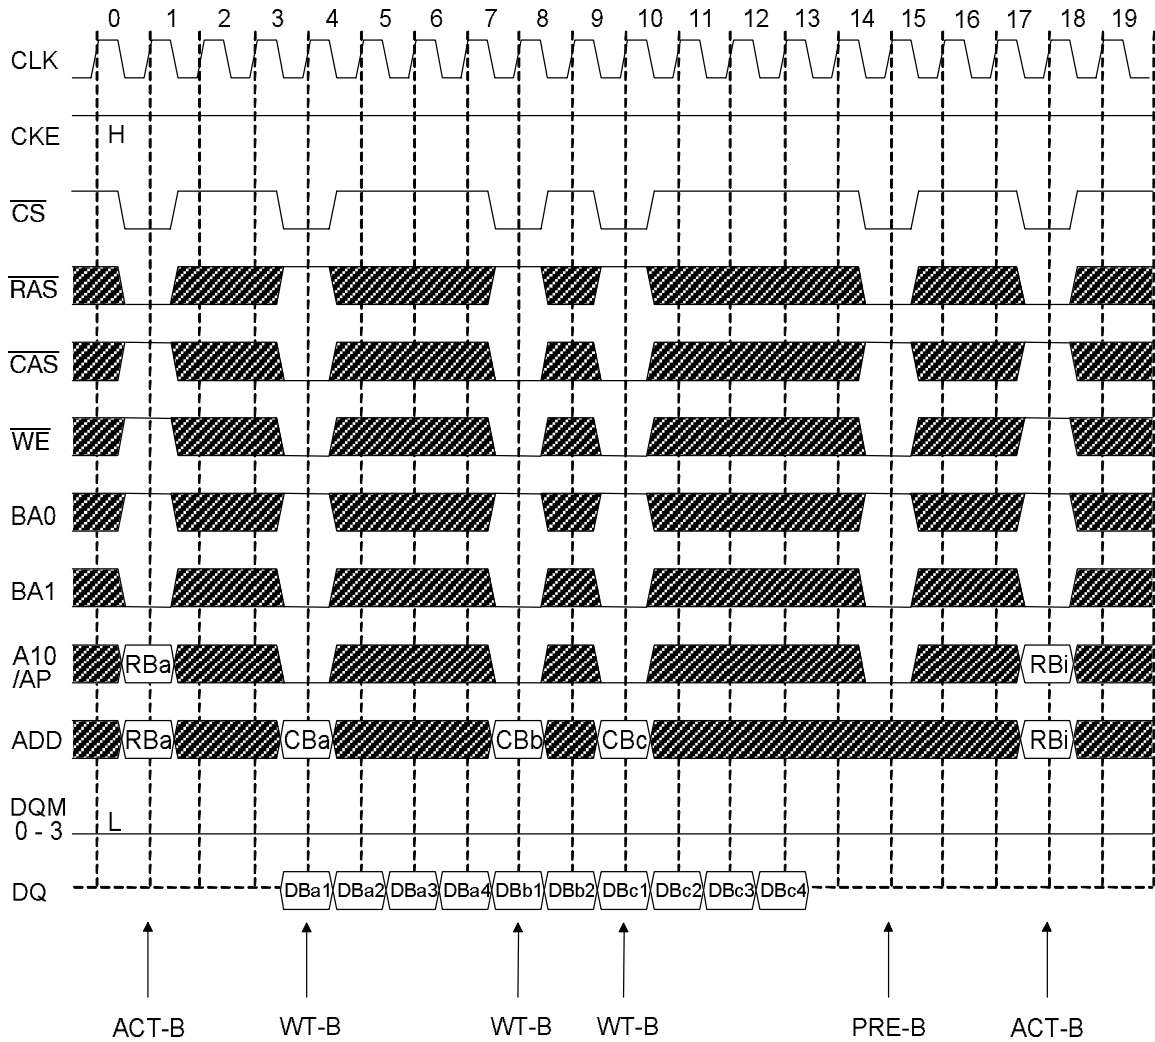 0 1 2 3 4 5 6 7 8 9 10 11 12 13 14 15 16 17 18 19
CLK
CKE H
CS
RAS
CAS
WE
BA0
BA1
A10
/AP
RBa RBi
ADD RBa CBa CBb CBc RBi
DQM
0 - 3
L
DQ DBa1 DBa2 DBa3 DBa4 DBb1 DBb2 DBc1 DBc2 DBc3 DBc4
ACT-B WT-B WT-B WT-B PRE-B ACT-B